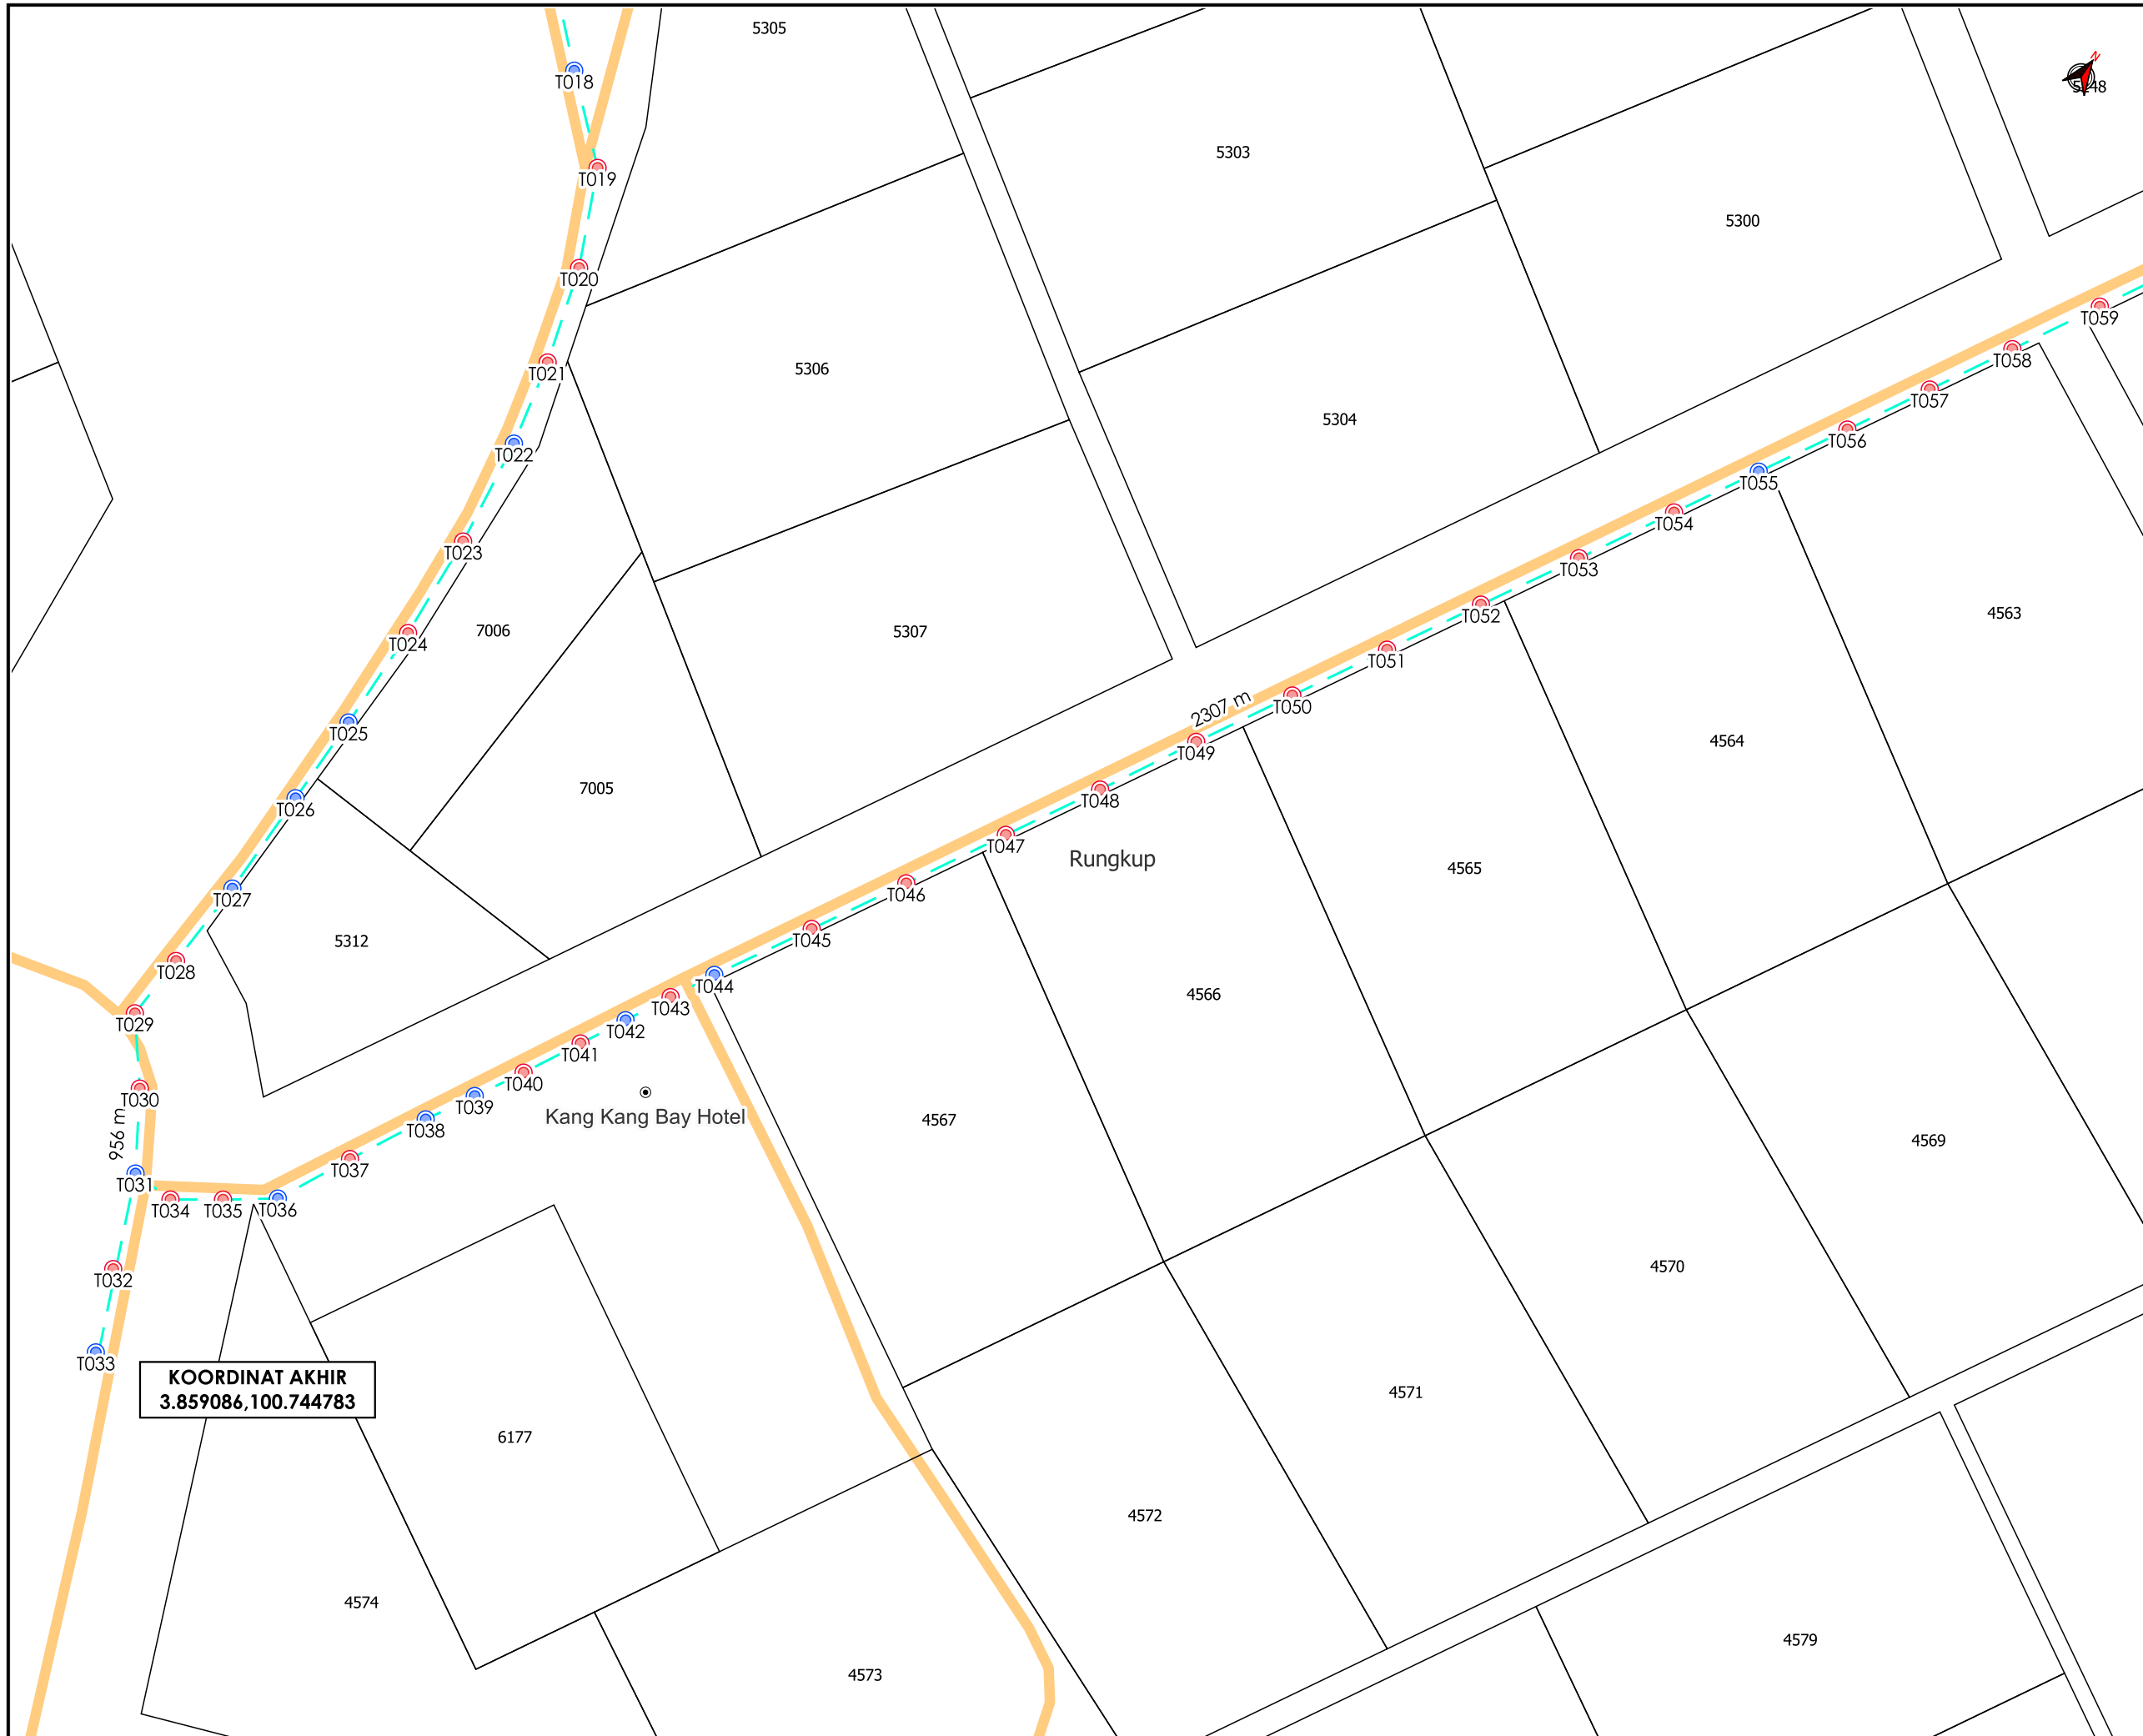 5305
N
5248
T018
5303
T019
5300
T020
T059
5306
T021
T058
5304
T057
T022
T056
T055
T054
T023
T053
4563
7006
5307
T024
T052
T051
2307 m
T050
T025
T049
4564
7005
T048
T026
T047
Rungkup
4565
T046
T027
5312
T045
T028
T044
4566
T043
T029
T042
T041
T040
T030
T039
Kang Kang Bay Hotel
4567
T038
956 m
4569
T037
T031
T034
T035
T036
4570
T032
T033
KOORDINAT AKHIR
3.859086,100.744783
4571
6177
4572
4574
4579
4573